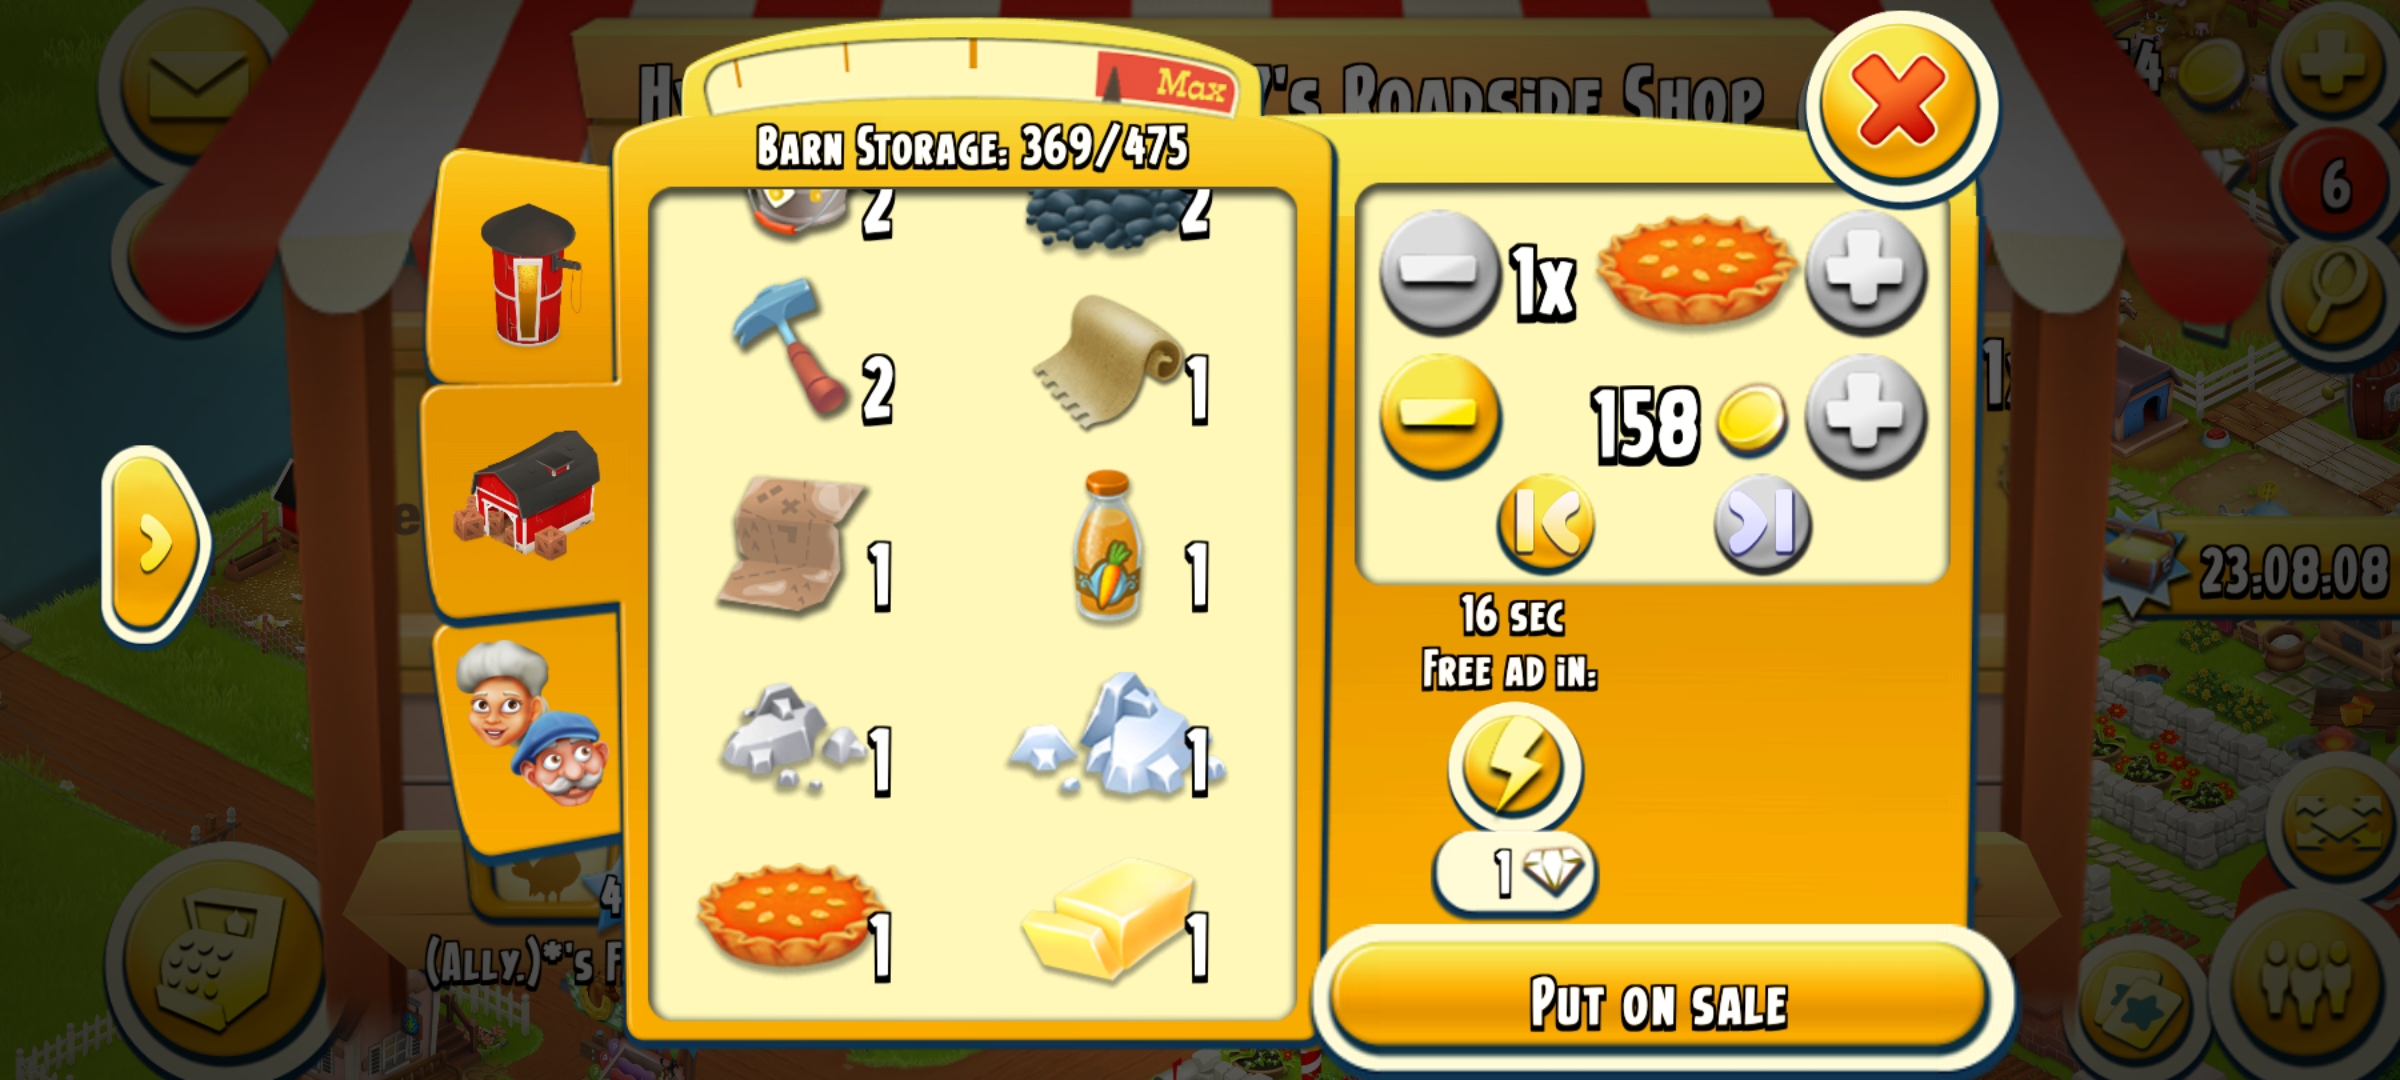 'S ROADSIDE SHOP
Max
BARN STORAGE: 369/475
2
2
2
1
1
1
1
1
1
1
1x
158
16 SEC
FREE AD IN:
1
PUT ON SALE
6
23:08:08
(ALLY.)*'S F